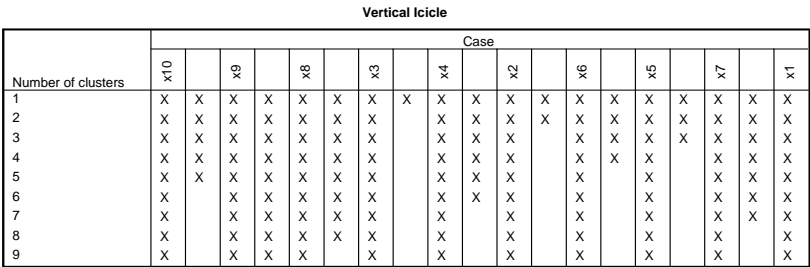 Vertical Icicle
Case
Number of clusters x10 x9 x8 x3 x4 x2 x6 x5 x7 x1
1 X X X X X X X X X X X X X X X X X X X
2 X X X X X X X X X X X X X X X X X X
3 X X X X X X X X X X X X X X X X X
4 X X X X X X X X X X X X X X X X
5 X X X X X X X X X X X X X X X
6 X X X X X X X X X X X X X X
7 X X X X X X X X X X X X X
8 X X X X X X X X X X X X
9 X X X X X X X X X X X